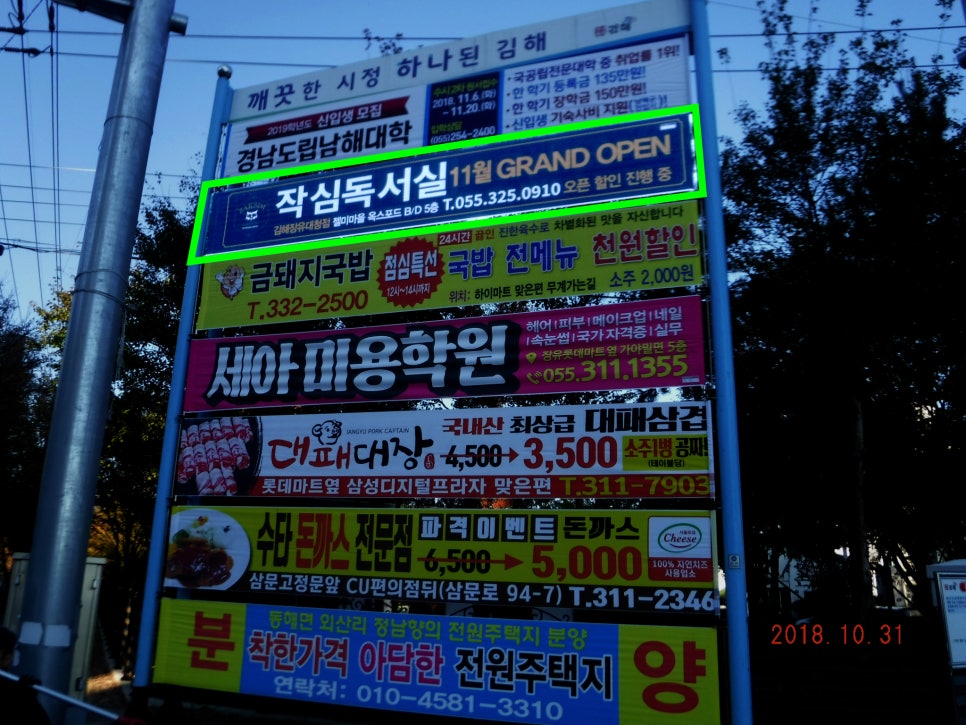 깨끗한 시정 하나된 김해
2019학년도 신입생 모집
경남도립남해대학
수시 2차 원서접수
2018. 11.6.(화)
~ 11.20.(화)
입학상담
(055)254-2400
· 국공립전문대학 중 취업률 1위!
· 한 학기 등록금 135만원!
· 한 학기 장학금 150만원!
· 신입생 기숙사비 지원
작심독서실 11월 GRAND OPEN
김해장유대청점 젤미마을 옥스포드 B/D 5층 T.055.325.0910 오픈 할인 진행 중
24시간 끓인 진한육수로 차별화된 맛을 자신합니다
금돼지국밥 점심특선 국밥 전메뉴 천원할인
12시~14시까지
T.332-2500 위치: 하이마트 맞은편 무계가는길 소주 2,000원
세아미용학원
헤어 | 피부 | 메이크업 | 네일
| 속눈썹 | 국가자격증 | 실무
장유롯데마트옆 가야밀면 5층
055.311.1355
JANGYU PORK CAPTAIN
대패대장
국내산 최상급 대패삼겹
4,500 → 3,500 소주1병 공짜!
(테이블당)
롯데마트옆 삼성디지털프라자 맞은편 T.311-7903
수타 돈까스 전문점 파격이벤트 돈까스
6,500 → 5,000
Cheese
100% 자연치즈
사용업소
삼문고정문앞 CU편의점뒤(삼문로 94-7) T.311-2346
분양
동해면 외산리 정남향의 전원주택지 분양
착한가격 아담한 전원주택지
연락처: 010-4581-3310
2018.10.31